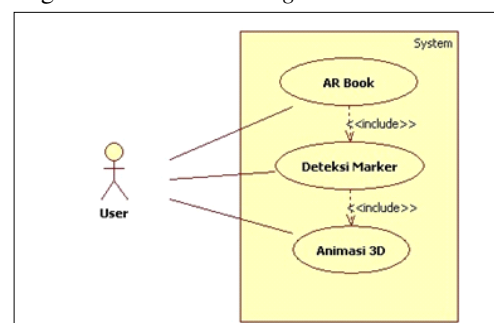 System
AR Book
<<include>>
Deteksi Marker
<<include>>
Animasi 3D
User